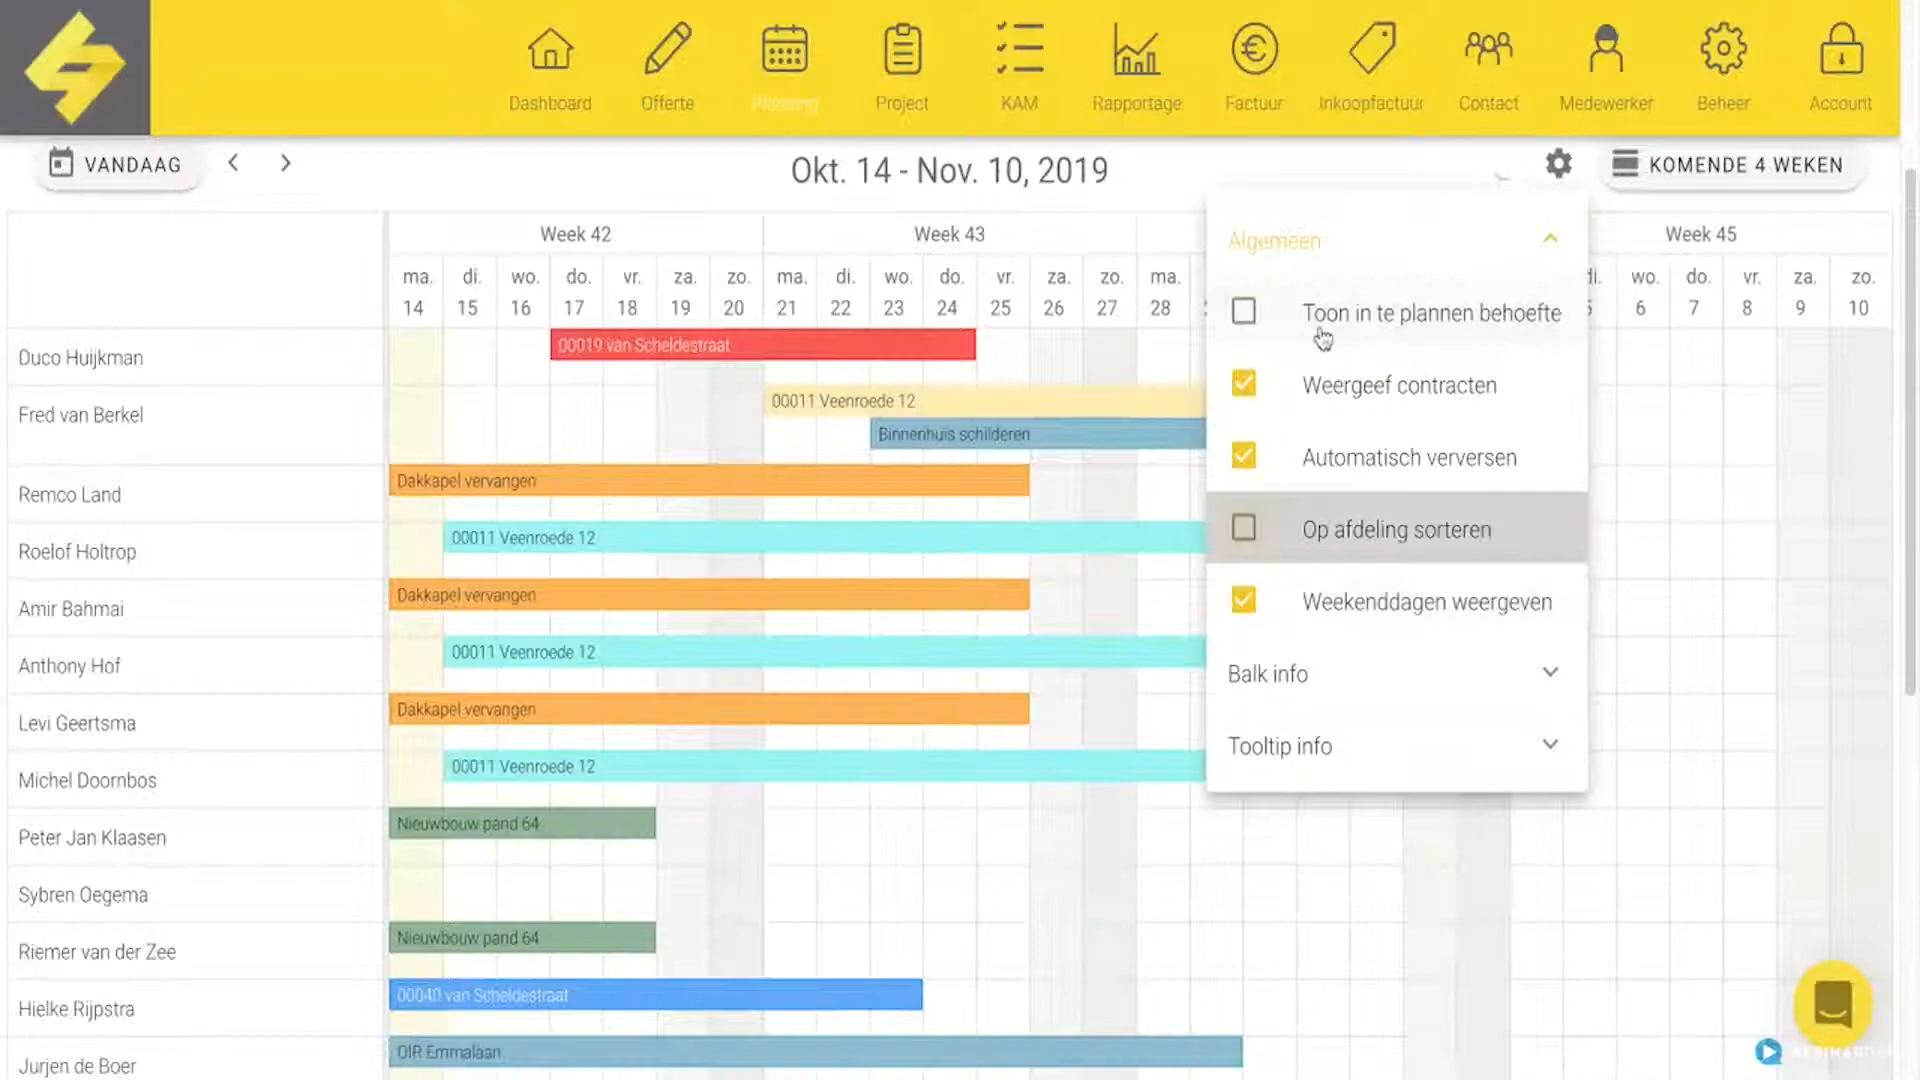 Dashboard
Offerte
Planning
Project
KAM
Rapportage
Factuur
Inkoopfactuur
Contact
Medewerker
Beheer
Account
VANDAAG
Okt. 14 - Nov. 10, 2019
KOMENDE 4 WEKEN
Week 42
Week 43
Week 45
ma. di. wo. do. vr. za. zo. ma. di. wo. do. vr. za. zo. ma. di. wo. do. vr. za. zo.
14 15 16 17 18 19 20 21 22 23 24 25 26 27 28 6 7 8 9 10
Duco Huijkman
00019 van Scheldestraat
Fred van Berkel
00011 Veenroede 12
Binnenhuis schilderen
Remco Land
Dakkapel vervangen
Roelof Holtrop
00011 Veenroede 12
Amir Bahmai
Dakkapel vervangen
Anthony Hof
00011 Veenroede 12
Levi Geertsma
Dakkapel vervangen
Michel Doornbos
00011 Veenroede 12
Peter Jan Klaasen
Nieuwbouw pand 64
Sybren Oegema
Riemer van der Zee
Nieuwbouw pand 64
Hielke Rijpstra
00040 van Scheldestraat
Jurjen de Boer
OIR Emmalaan
Algemeen
Toon in te plannen behoefte
Weergeef contracten
Automatisch verversen
Op afdeling sorteren
Weekenddagen weergeven
Balk info
Tooltip info